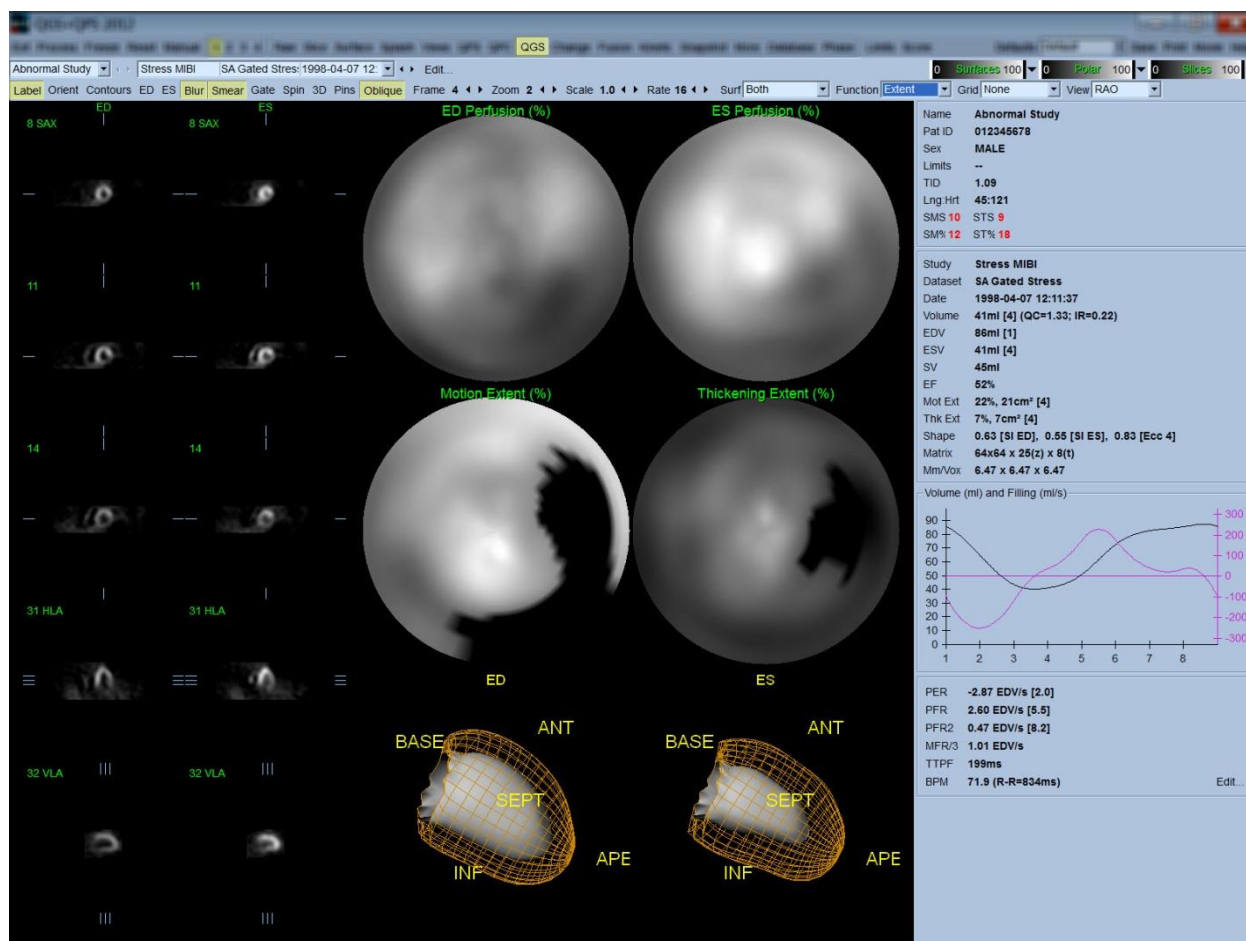 QGS+QPS 2012
QGS
Abnormal Study Stress MIBI SA Gated Stres: 1998-04-07 12: Edit...
0 Surfaces 100 0 Polar 100 0 Slices 100
Label Orient Contours ED ES Blur Smear Gate Spin 3D Pins Oblique Frame 4 Zoom 2 Scale 1.0 Rate 16 Surf Both Function Extent Grid None View RAO
ED
ES
8 SAX
8 SAX
11
11
14
14
31 HLA
31 HLA
32 VLA
32 VLA
ED Perfusion (%)
ES Perfusion (%)
Motion Extent (%)
Thickening Extent (%)
ED
ES
BASE
ANT
SEPT
INF
APE
BASE
ANT
SEPT
INF
APE
Name Abnormal Study
Pat ID 012345678
Sex MALE
Limits --
TID 1.09
Lng:Hrt 45:121
SMS 10 STS 9
SM% 12 ST% 18
Study Stress MIBI
Dataset SA Gated Stress
Date 1998-04-07 12:11:37
Volume 41ml [4] (QC=1.33; IR=0.22)
EDV 86ml [1]
ESV 41ml [4]
SV 45ml
EF 52%
Mot Ext 22%, 21cm² [4]
Thk Ext 7%, 7cm² [4]
Shape 0.63 [SI ED], 0.55 [SI ES], 0.83 [Ecc 4]
Matrix 64x64 x 25(z) x 8(t)
Mm/Vox 6.47 x 6.47 x 6.47
Volume (ml) and Filling (ml/s)
90
80
70
60
50
40
30
20
10
0
300
200
100
0
-100
-200
-300
1 2 3 4 5 6 7 8
PER -2.87 EDV/s [2.0]
PFR 2.60 EDV/s [5.5]
PFR2 0.47 EDV/s [8.2]
MFR/3 1.01 EDV/s
TTPF 199ms
BPM 71.9 (R-R=834ms) Edit...